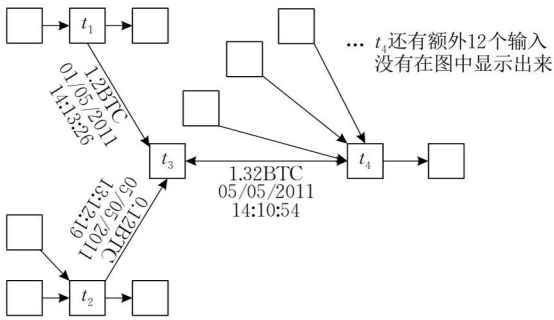 t₁
... t₄还有额外12个输入
没有在图中显示出来
1.2BTC
01/05/2011
14:13:26
t₃
t₄
1.32BTC
05/05/2011
14:10:54
0.12BTC
05/05/2011
13:12:19
t₂